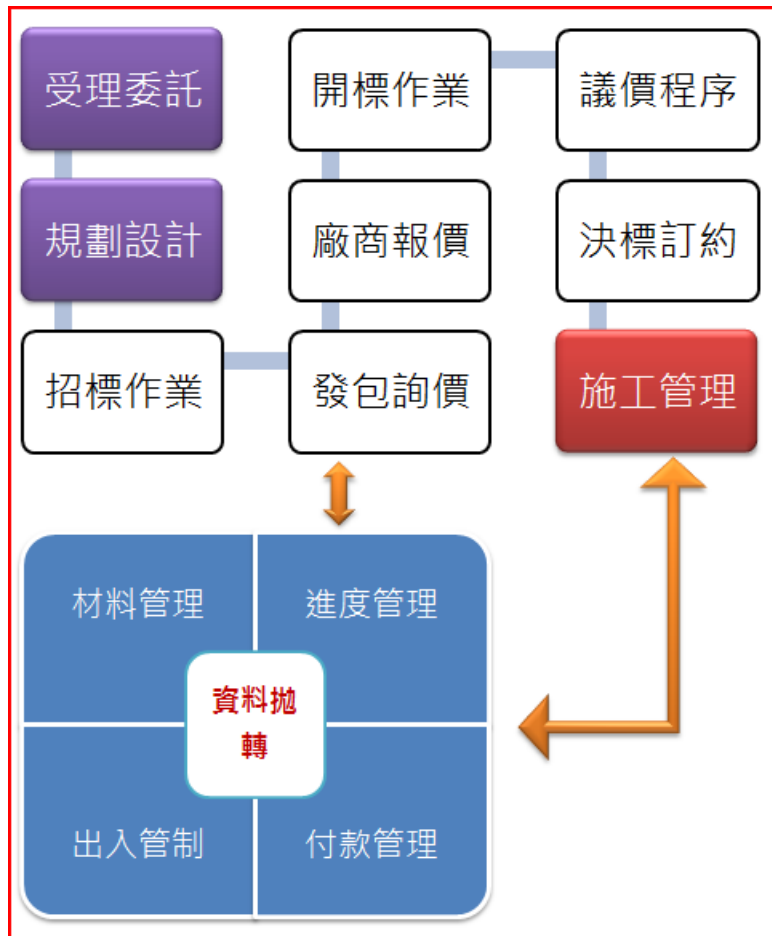 受理委託
規劃設計
招標作業
發包詢價
廠商報價
開標作業
議價程序
決標訂約
施工管理
材料管理
進度管理
資料拋
轉
出入管制
付款管理